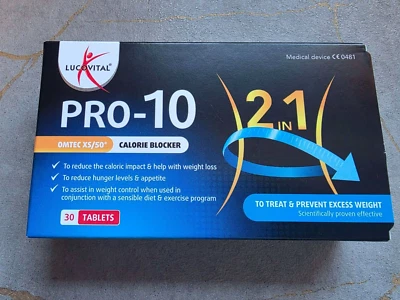 LUCOVITAL®
Medical device CE 0481
PRO-10
2 IN 1
OMTEC XS/50® CALORIE BLOCKER
✓ To reduce the caloric impact & help with weight loss
✓ To reduce hunger levels & appetite
✓ To assist in weight control when used in
conjunction with a sensible diet & exercise program
30 TABLETS
TO TREAT & PREVENT EXCESS WEIGHT
Scientifically proven effective